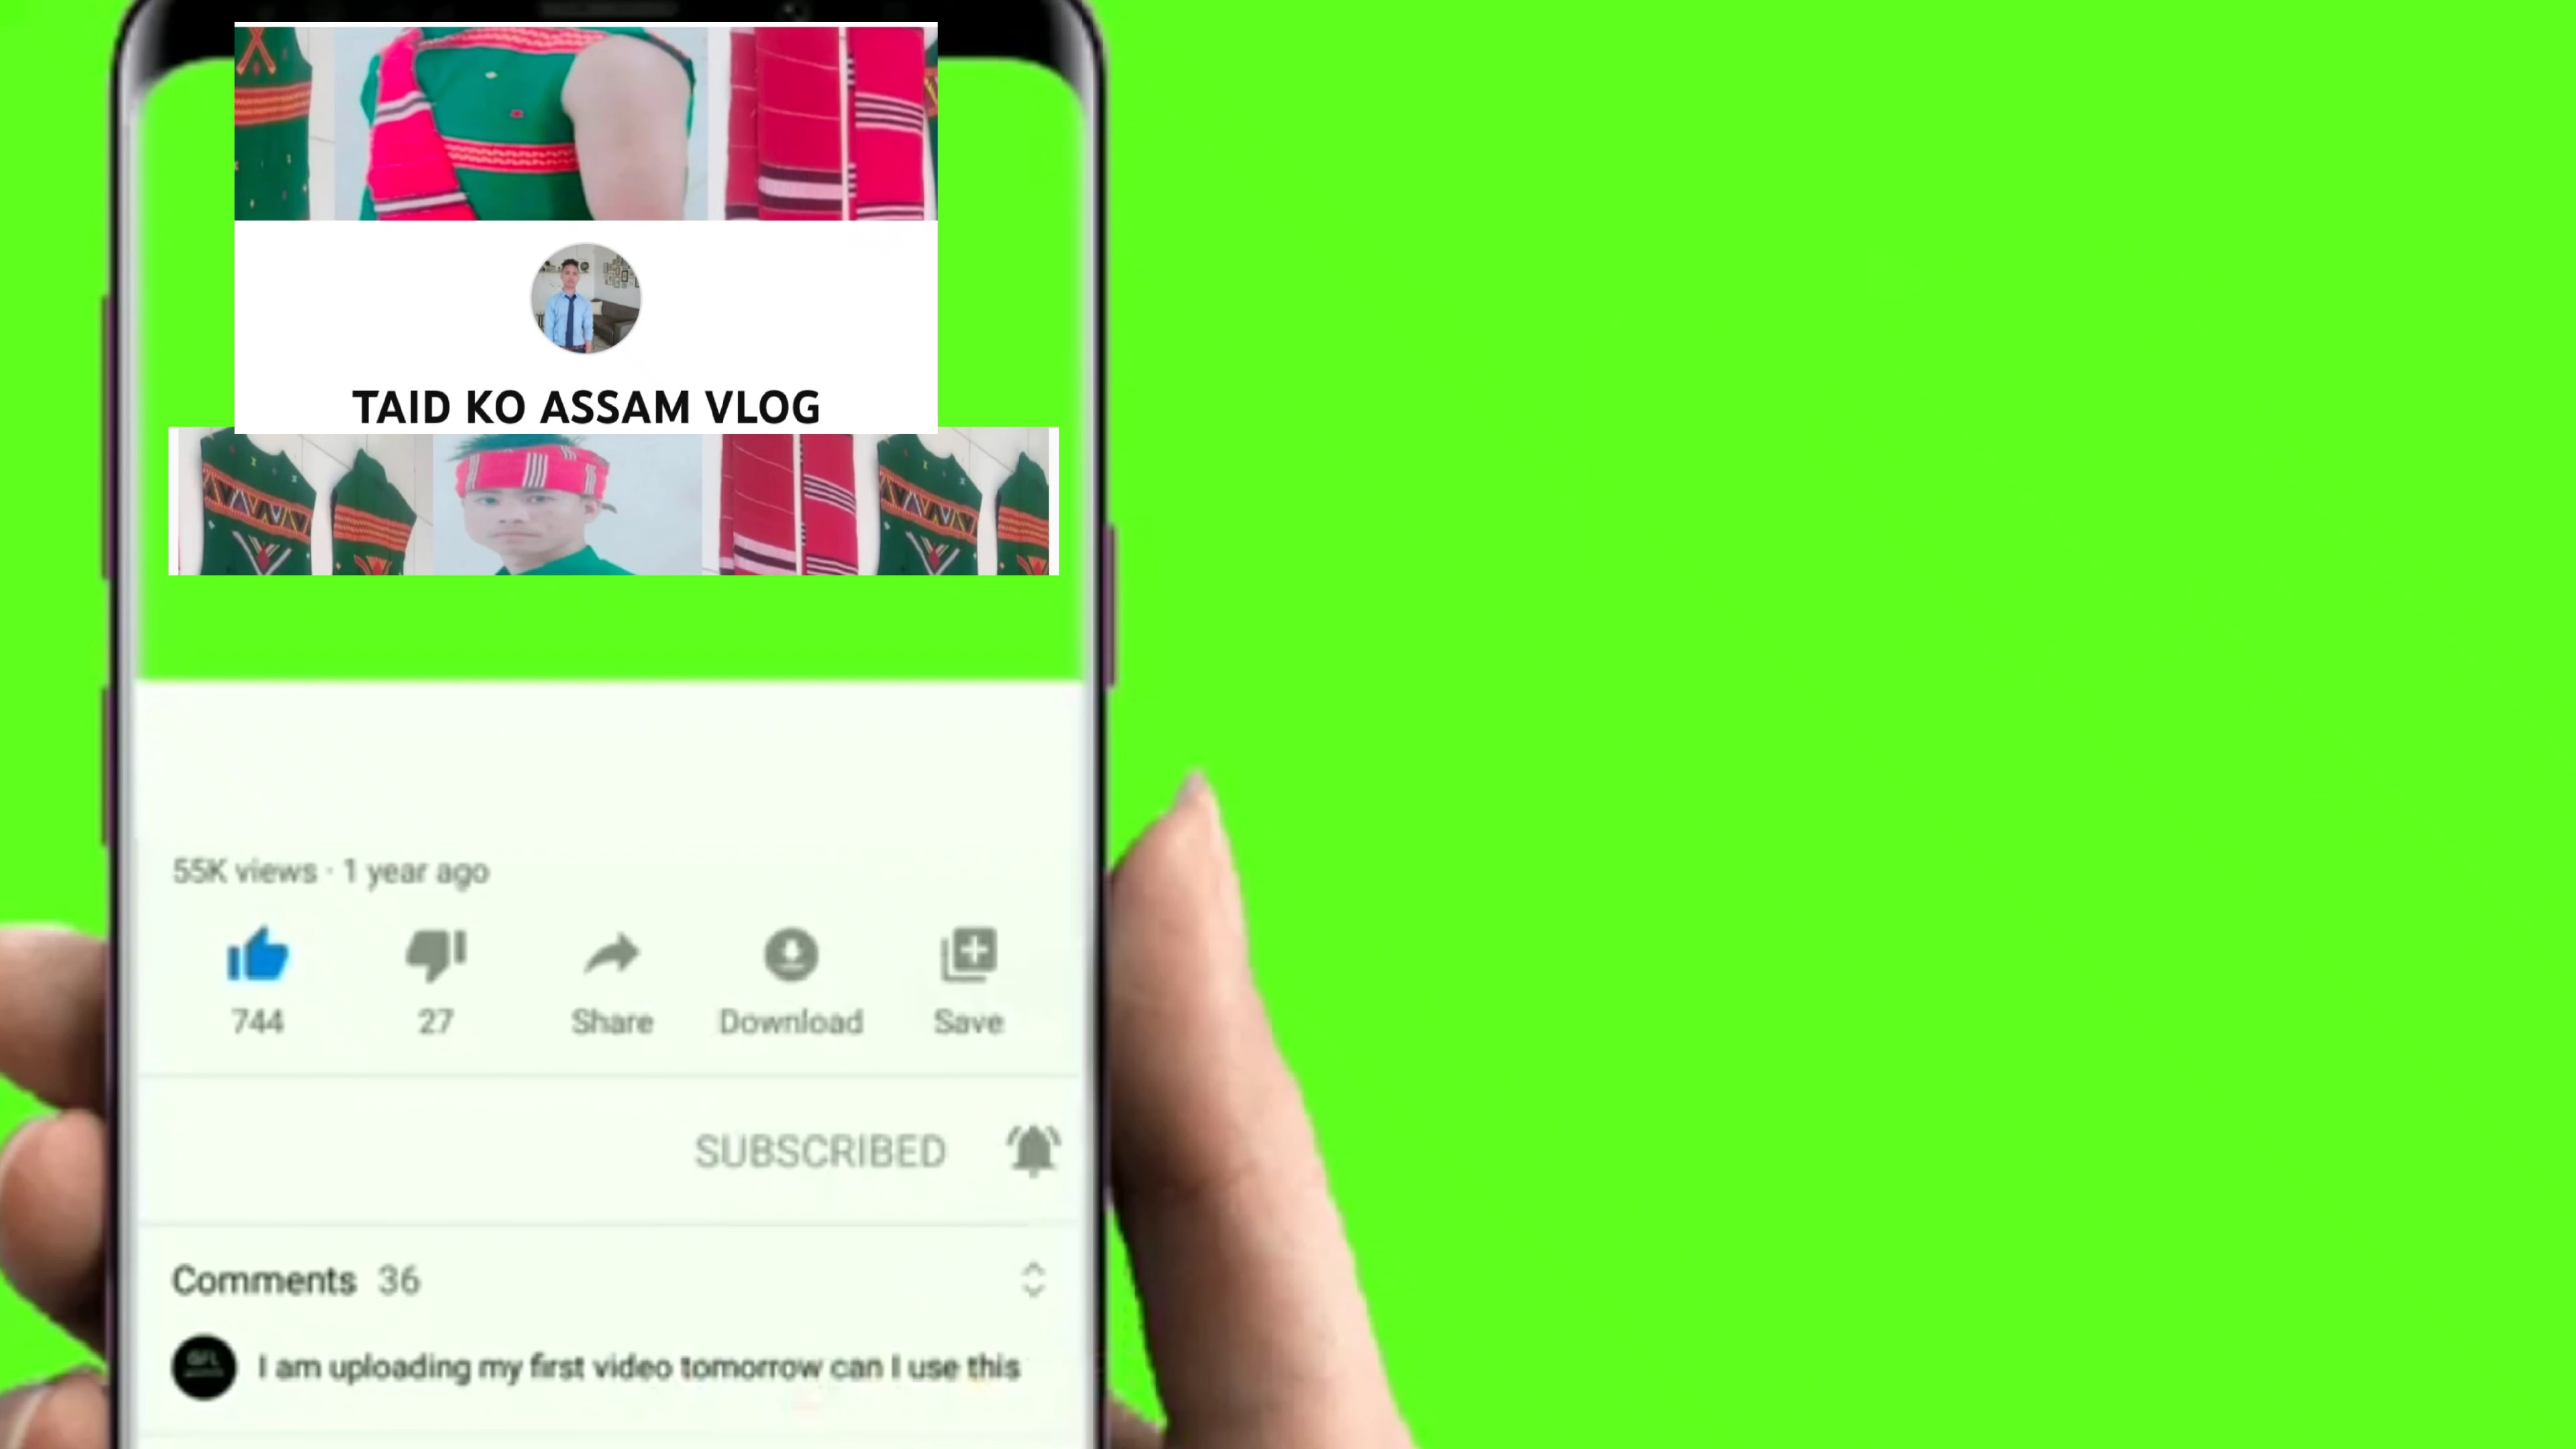 TAID KO ASSAM VLOG
55K views · 1 year ago
744 27 Share Download Save
SUBSCRIBED
Comments 36
I am uploading my first video tomorrow can I use this